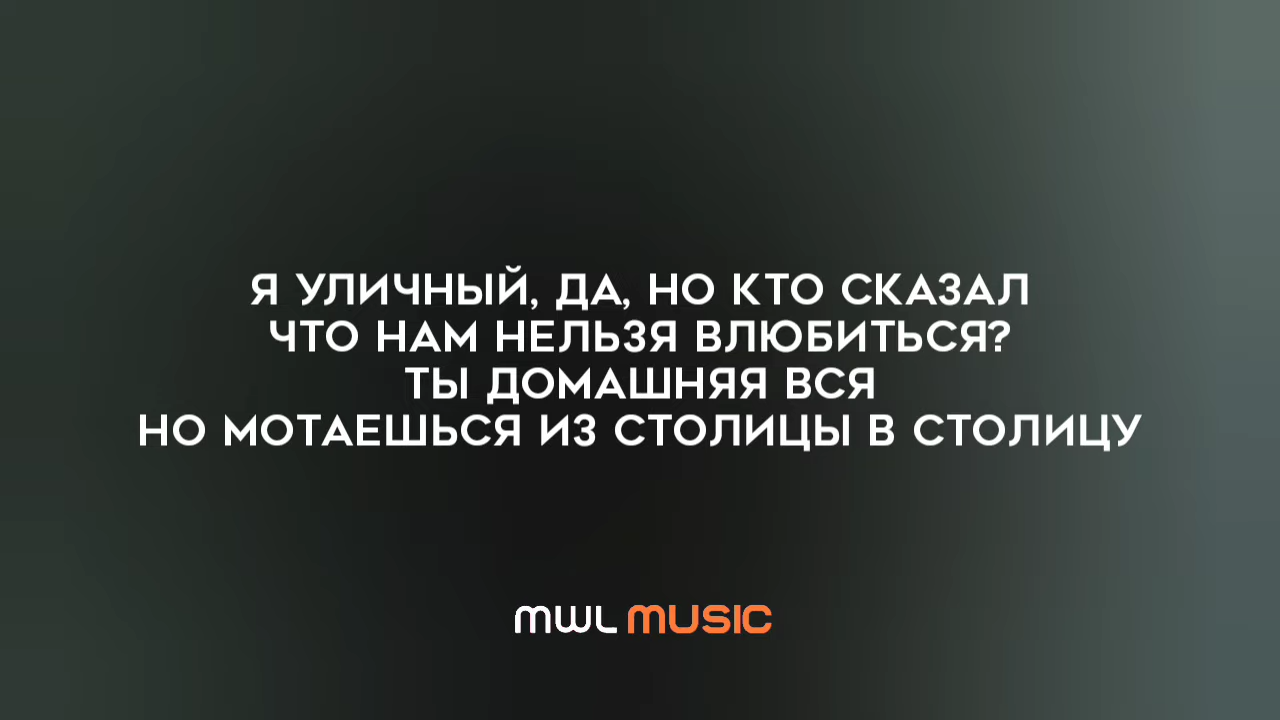 Я УЛИЧНЫЙ, ДА, НО КТО СКАЗАЛ
ЧТО НАМ НЕЛЬЗЯ ВЛЮБИТЬСЯ?
ТЫ ДОМАШНЯЯ ВСЯ
НО МОТАЕШЬСЯ ИЗ СТОЛИЦЫ В СТОЛИЦУ
MWL MUSIC